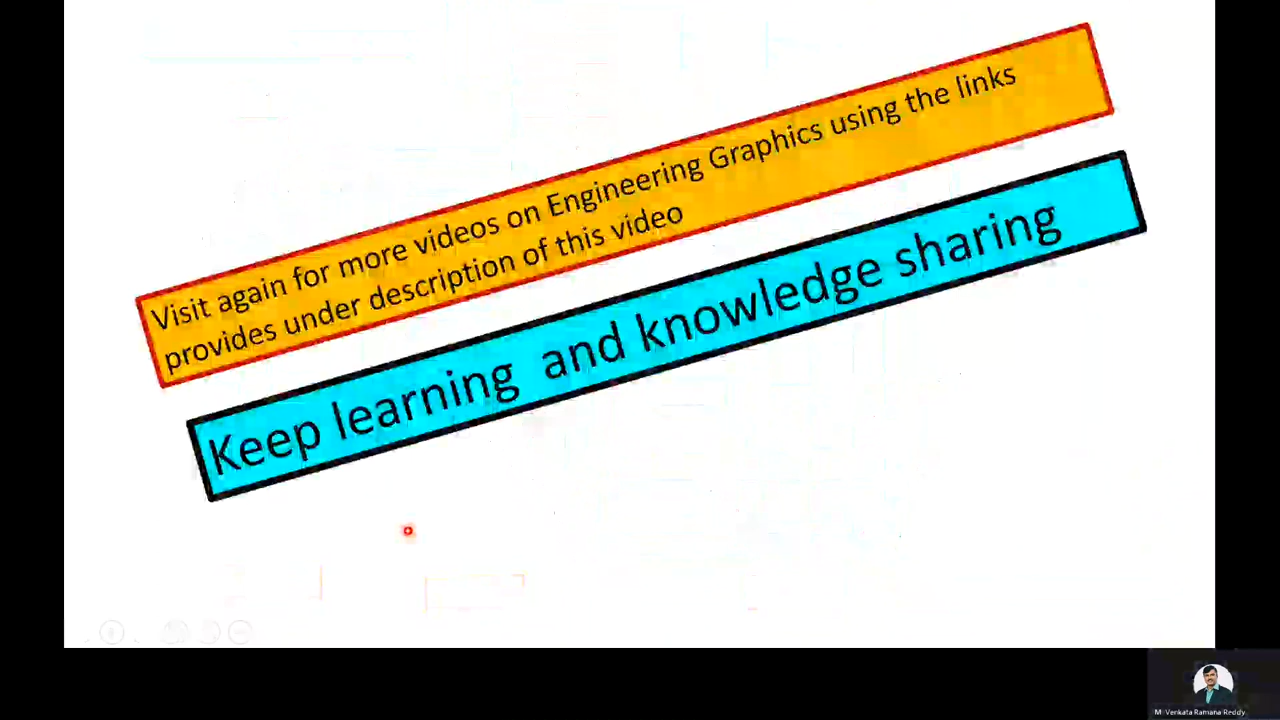 Visit again for more videos on Engineering Graphics using the links
provides under description of this video
Keep learning and knowledge sharing
M Venkata Ramana Reddy